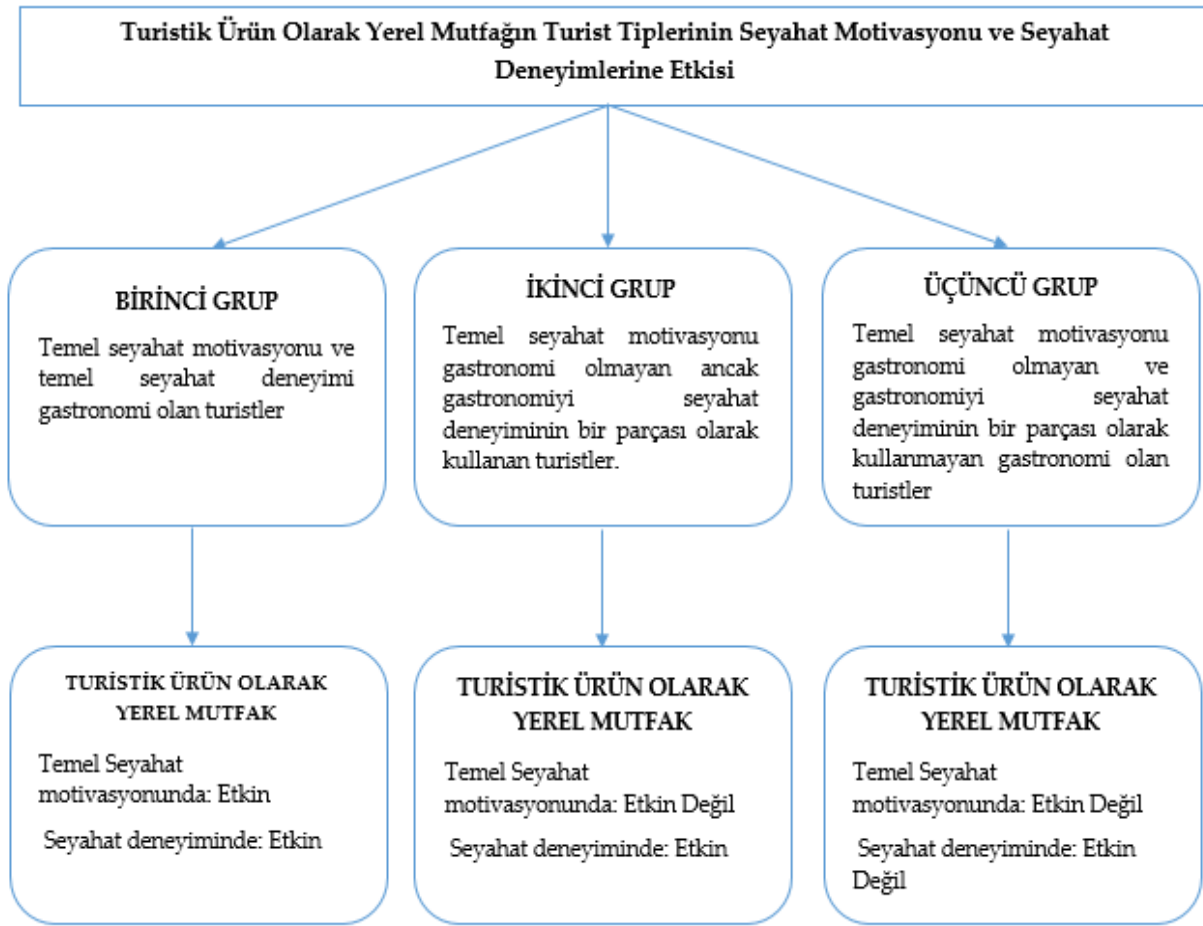 Turistik Ürün Olarak Yerel Mutfağın Turist Tiplerinin Seyahat Motivasyonu ve Seyahat
Deneyimlerine Etkisi
BİRİNCİ GRUP
Temel seyahat motivasyonu ve
temel seyahat deneyimi
gastronomi olan turistler
İKİNCİ GRUP
Temel seyahat motivasyonu
gastronomi olmayan ancak
gastronomiyi seyahat
deneyiminin bir parçası olarak
kullanan turistler.
ÜÇÜNCÜ GRUP
Temel seyahat motivasyonu
gastronomi olmayan ve
gastronomiyi seyahat
deneyiminin bir parçası olarak
kullanmayan gastronomi olan
turistler
TURİSTİK ÜRÜN OLARAK
YEREL MUTFAK
Temel Seyahat
motivasyonunda: Etkin
Seyahat deneyiminde: Etkin
TURİSTİK ÜRÜN OLARAK
YEREL MUTFAK
Temel Seyahat
motivasyonunda: Etkin Değil
Seyahat deneyiminde: Etkin
TURİSTİK ÜRÜN OLARAK
YEREL MUTFAK
Temel Seyahat
motivasyonunda: Etkin Değil
Seyahat deneyiminde: Etkin
Değil